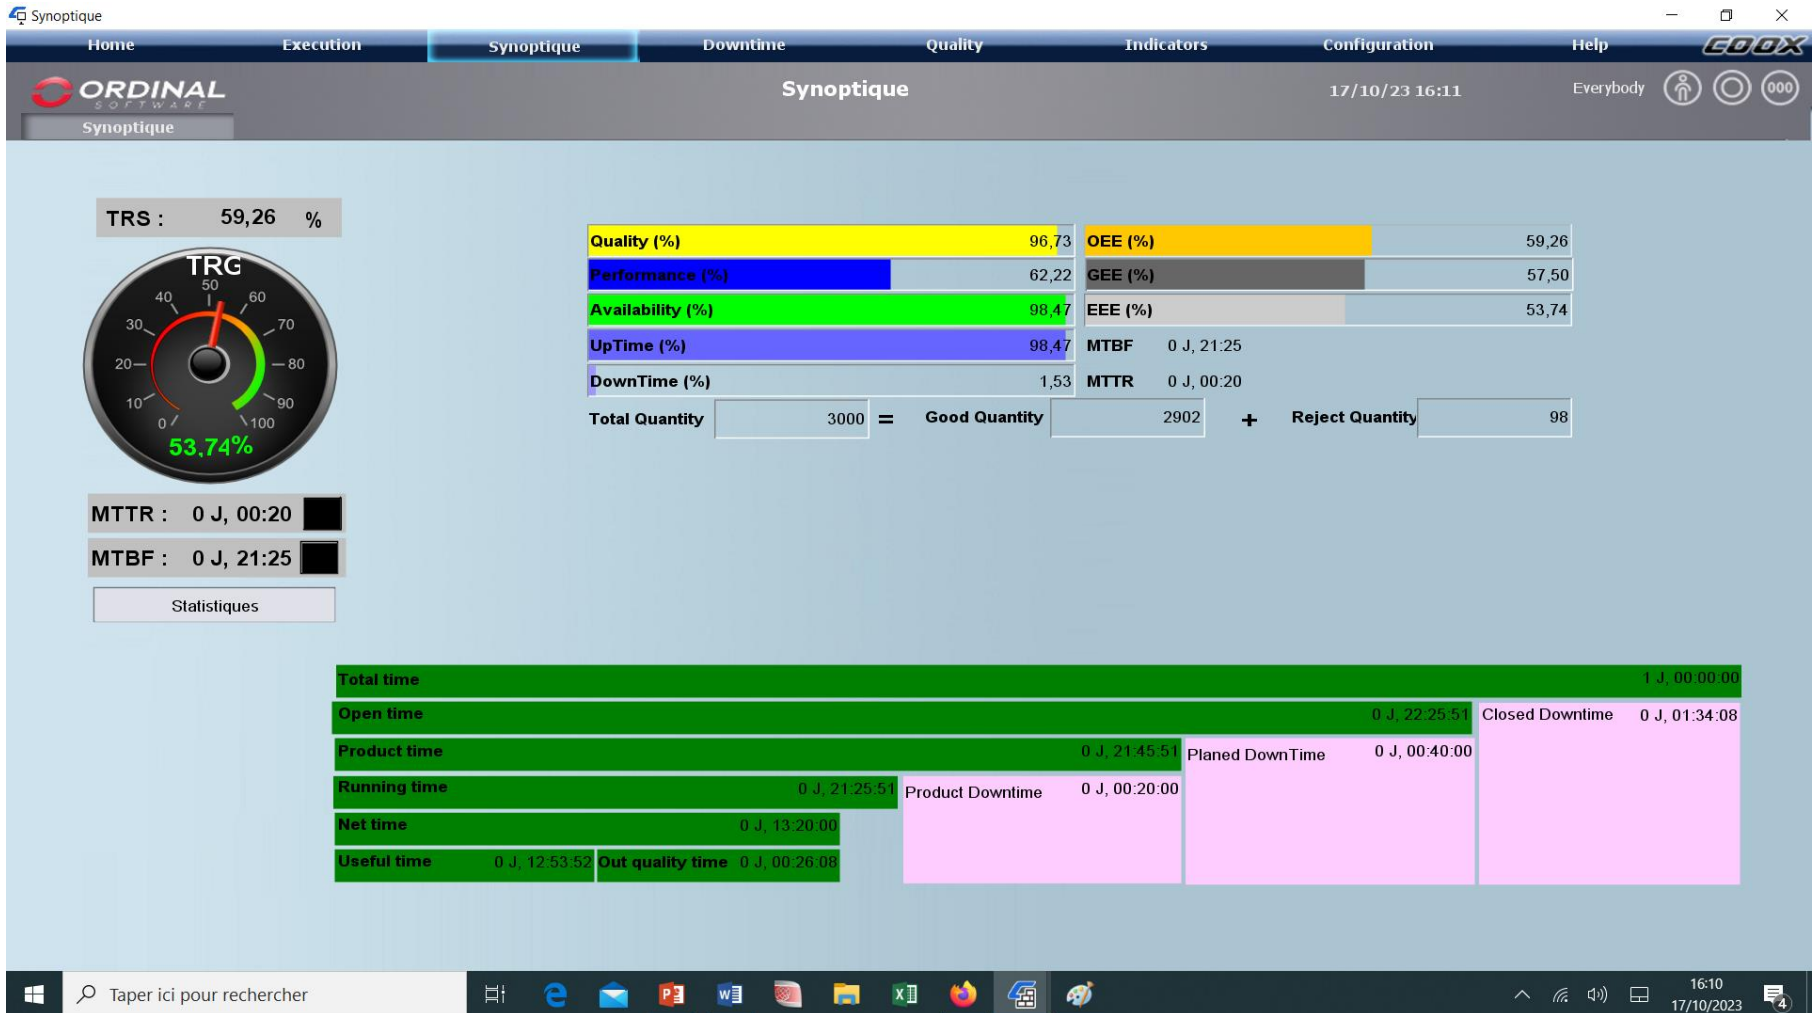 Synoptique
Home Execution Synoptique Downtime Quality Indicators Configuration Help COOX
ORDINAL
SOFTWARE
Synoptique
17/10/23 16:11
Everybody
000
Synoptique
TRS : 59,26 %
TRG
0 10 20 30 40 50 60 70 80 90 100
53,74%
MTTR : 0 J, 00:20
MTBF : 0 J, 21:25
Statistiques
Quality (%) 96,73 OEE (%) 59,26
Performance (%) 62,22 GEE (%) 57,50
Availability (%) 98,47 EEE (%) 53,74
UpTime (%) 98,47 MTBF 0 J, 21:25
DownTime (%) 1,53 MTTR 0 J, 00:20
Total Quantity 3000 = Good Quantity 2902 + Reject Quantity 98
Total time 1 J, 00:00:00
Open time 0 J, 22:25:51 Closed Downtime 0 J, 01:34:08
Product time 0 J, 21:45:51 Planed DownTime 0 J, 00:40:00
Running time 0 J, 21:25:51 Product Downtime 0 J, 00:20:00
Net time 0 J, 13:20:00
Useful time 0 J, 12:53:52 Out quality time 0 J, 00:26:08
Taper ici pour rechercher
16:10
17/10/2023
4